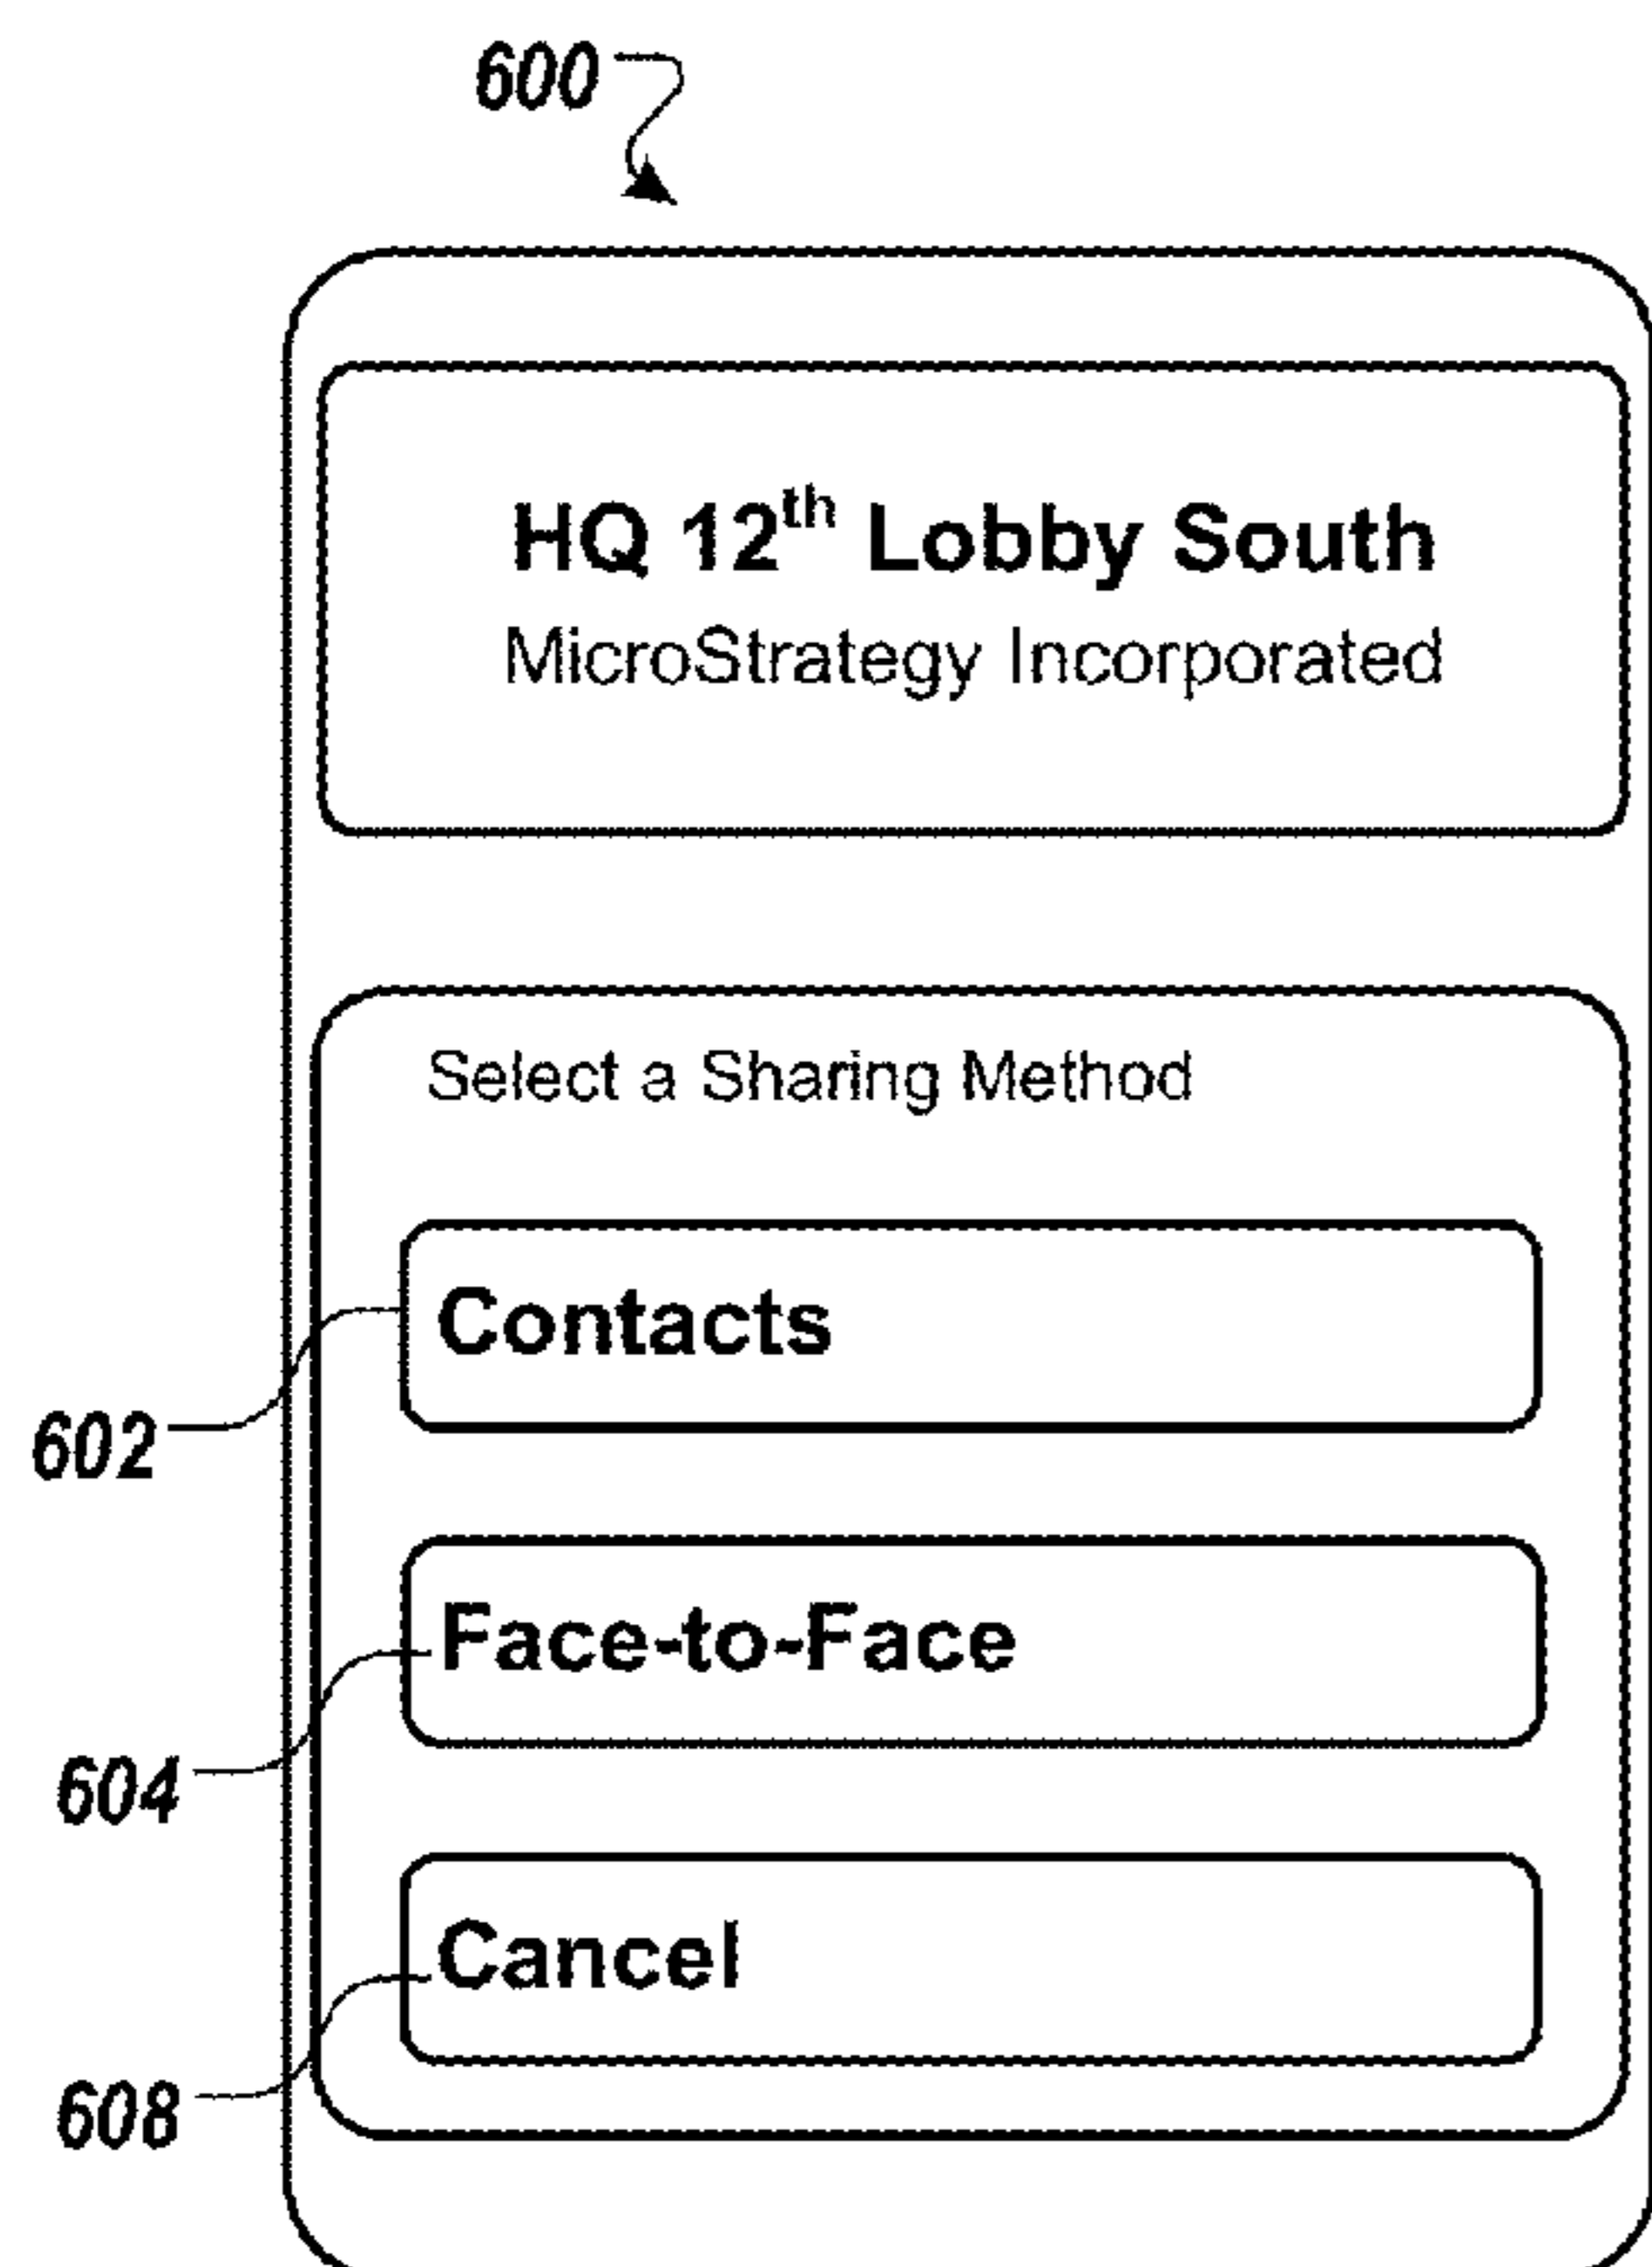 600
HQ 12th Lobby South
MicroStrategy Incorporated
Select a Sharing Method
Contacts
602
Face-to-Face
604
Cancel
608